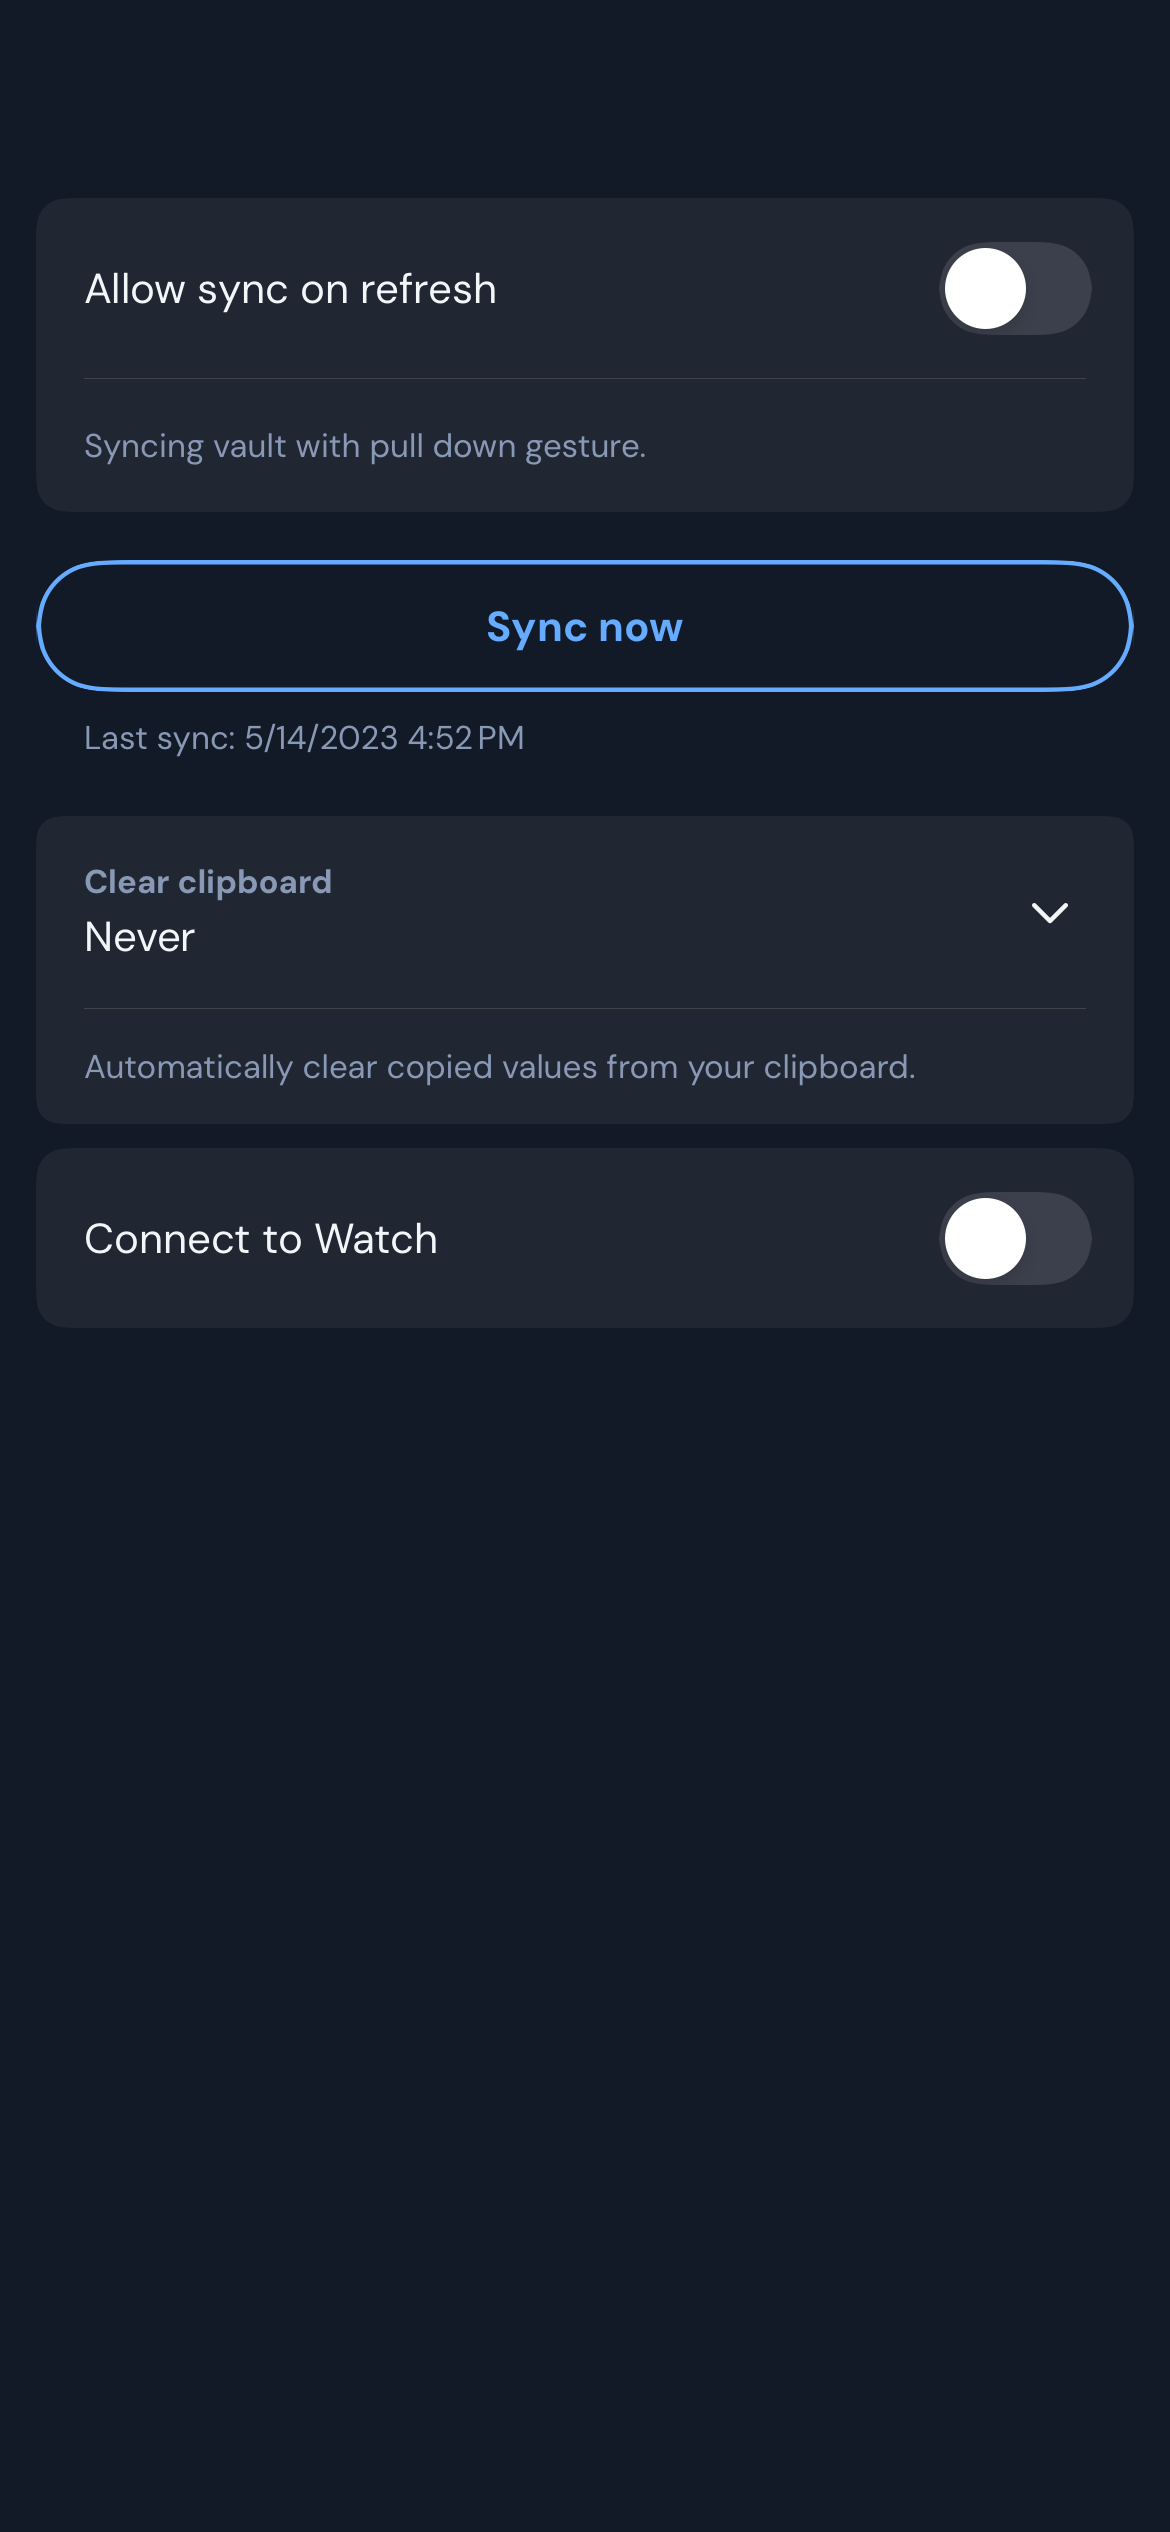 Allow sync on refresh
Syncing vault with pull down gesture.
Sync now
Last sync: 5/14/2023 4:52 PM
Clear clipboard
Never
Automatically clear copied values from your clipboard.
Connect to Watch